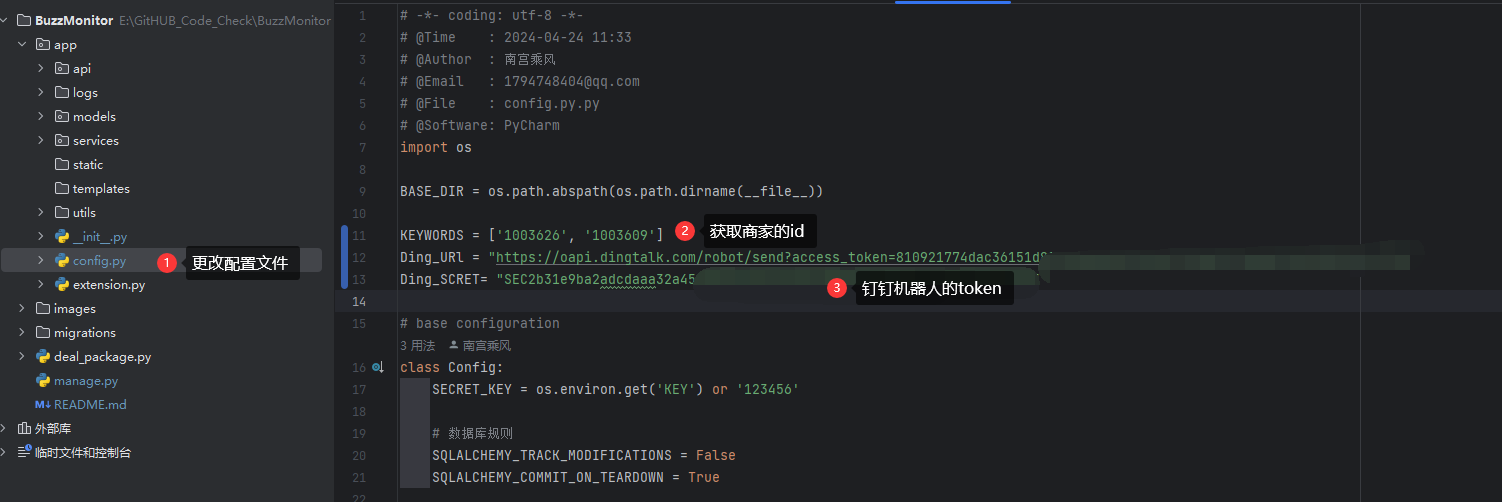 BuzzMonitor E:\GitHUB_Code_Check\BuzzMonitor
app
api
logs
models
services
static
templates
utils
__init__.py
config.py
1 更改配置文件
extension.py
images
migrations
deal_package.py
manage.py
M↓ README.md
外部库
临时文件和控制台
1 # -*- coding: utf-8 -*-
2 # @Time    : 2024-04-24 11:33
3 # @Author  : 南宫乘风
4 # @Email   : 1794748404@qq.com
5 # @File    : config.py.py
6 # @Software: PyCharm
7 import os
8
9 BASE_DIR = os.path.abspath(os.path.dirname(__file__))
10
11 KEYWORDS = ['1003626', '1003609'] 2 获取商家的id
12 Ding_URl = "https://oapi.dingtalk.com/robot/send?access_token=810921774dac36151d
13 Ding_SCRET= "SEC2b31e9ba2adcdaaa32a45
3 钉钉机器人的token
14
15 # base configuration
3 用法 南宫乘风
16 class Config:
17 SECRET_KEY = os.environ.get('KEY') or '123456'
18
19 # 数据库规则
20 SQLALCHEMY_TRACK_MODIFICATIONS = False
21 SQLALCHEMY_COMMIT_ON_TEARDOWN = True
22